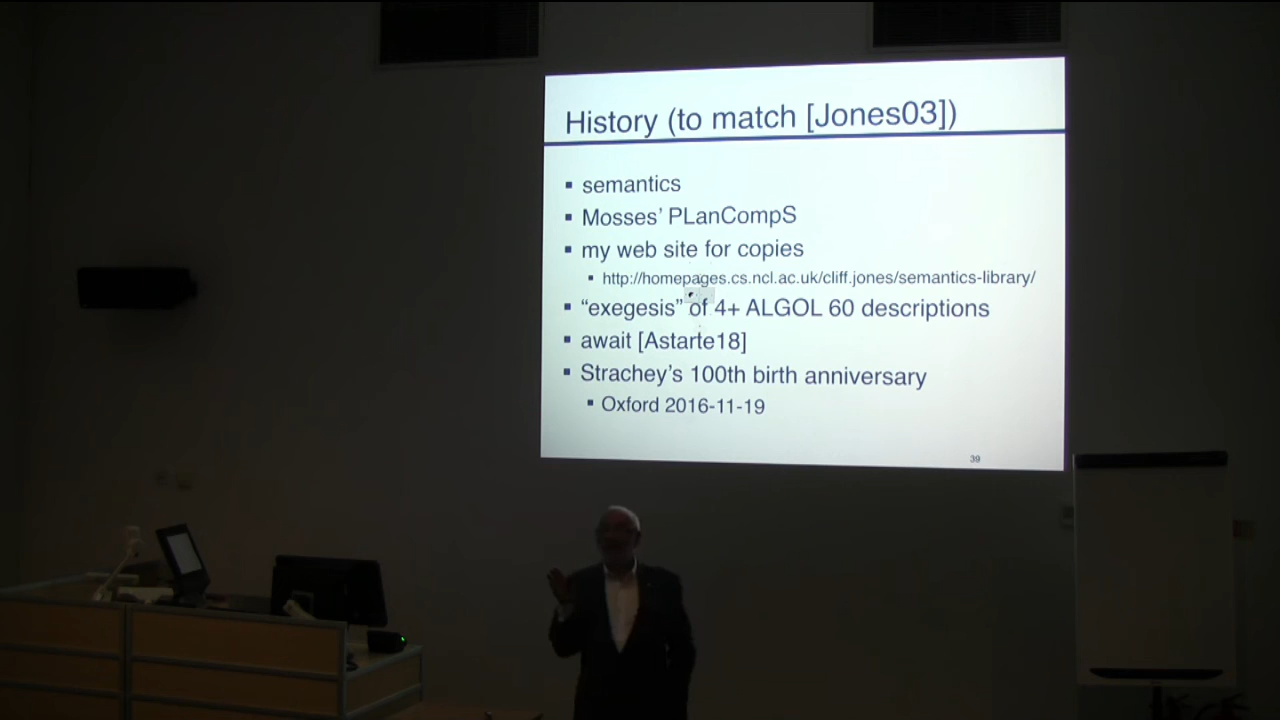 History (to match [Jones03])
semantics
Mosses’ PLanCompS
my web site for copies
http://homepages.cs.ncl.ac.uk/cliff.jones/semantics-library/
“exegesis” of 4+ ALGOL 60 descriptions
await [Astarte18]
Strachey’s 100th birth anniversary
Oxford 2016-11-19
39